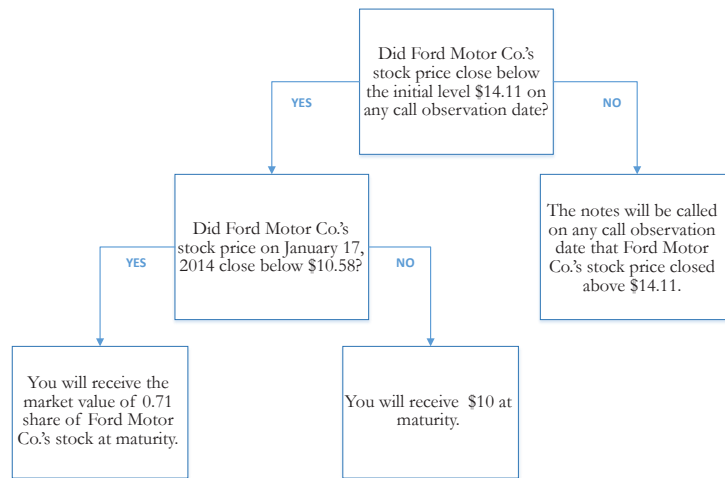 Did Ford Motor Co.'s
stock price close below
the initial level $14.11 on
any call observation date?
YES
NO
Did Ford Motor Co.'s
stock price on January 17,
2014 close below $10.58?
The notes will be called
on any call observation
date that Ford Motor
Co.'s stock price closed
above $14.11.
YES
NO
You will receive the
market value of 0.71
share of Ford Motor
Co.'s stock at maturity.
You will receive $10 at
maturity.